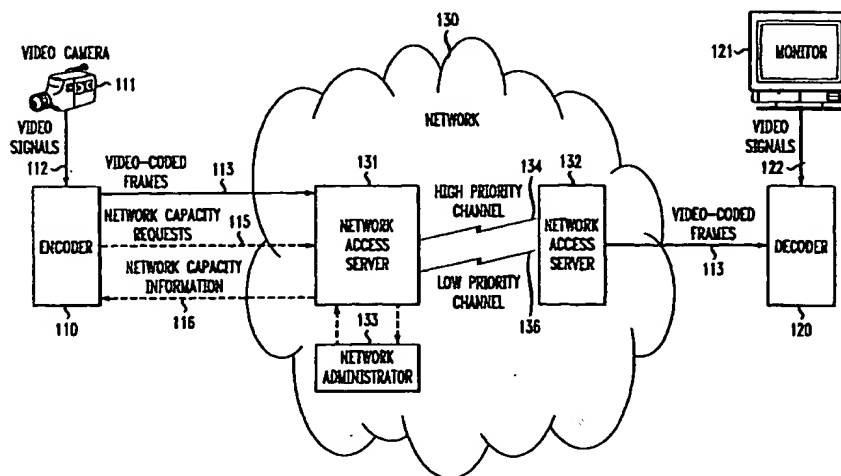 130
VIDEO CAMERA
111
121
MONITOR
VIDEO
SIGNALS
112
NETWORK
VIDEO
SIGNALS
122
VIDEO-CODED
FRAMES
113
131
HIGH PRIORITY
CHANNEL
134
132
VIDEO-CODED
FRAMES
113
ENCODER
110
NETWORK CAPACITY
REQUESTS
115
NETWORK CAPACITY
INFORMATION
116
NETWORK
ACCESS
SERVER
LOW PRIORITY
CHANNEL
136
NETWORK
ACCESS
SERVER
DECODER
120
133
NETWORK
ADMINISTRATOR